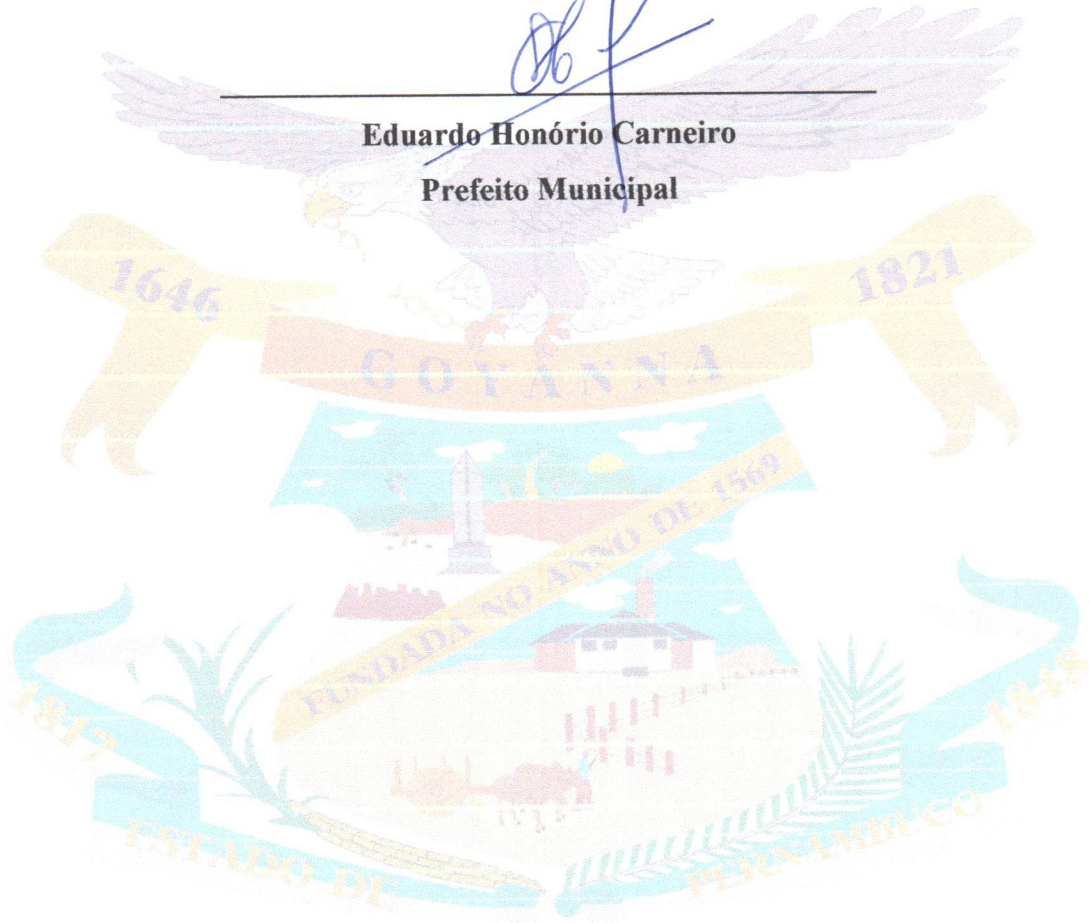 Eduardo Honório Carneiro
Prefeito Municipal
1646
1821
GOYANNA
FUNDADA NO ANNO DE 1569
1817
1848
ESTADO DE
PERNAMBUCO